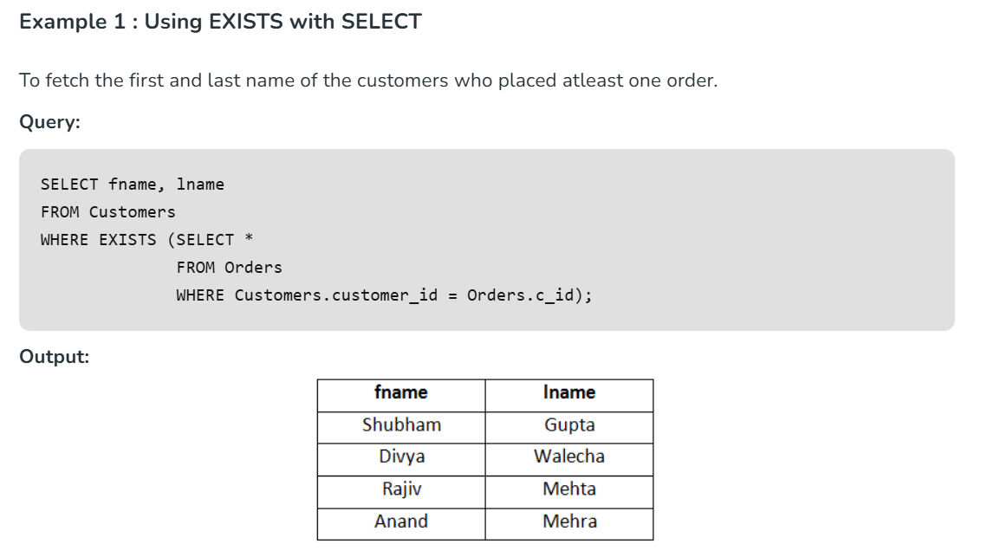 Example 1 : Using EXISTS with SELECT
To fetch the first and last name of the customers who placed atleast one order.
Query:
SELECT fname, lname
FROM Customers
WHERE EXISTS (SELECT *
              FROM Orders
              WHERE Customers.customer_id = Orders.c_id);
Output:
fname lname
Shubham Gupta
Divya Walecha
Rajiv Mehta
Anand Mehra